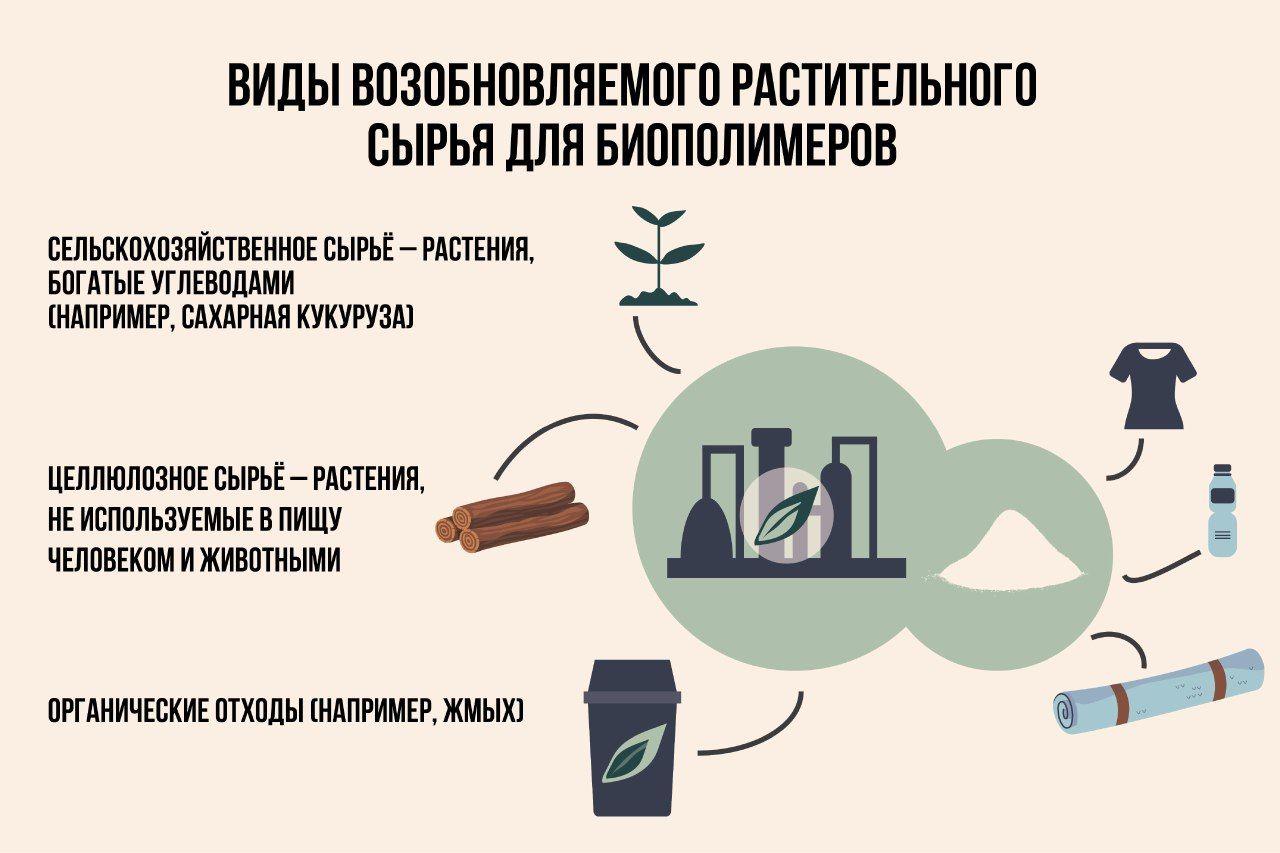 ВИДЫ ВОЗОБНОВЛЯЕМОГО РАСТИТЕЛЬНОГО
СЫРЬЯ ДЛЯ БИОПОЛИМЕРОВ
СЕЛЬСКОХОЗЯЙСТВЕННОЕ СЫРЬЁ – РАСТЕНИЯ,
БОГАТЫЕ УГЛЕВОДАМИ
(НАПРИМЕР, САХАРНАЯ КУКУРУЗА)
ЦЕЛЛЮЛОЗНОЕ СЫРЬЁ – РАСТЕНИЯ,
НЕ ИСПОЛЬЗУЕМЫЕ В ПИЩУ
ЧЕЛОВЕКОМ И ЖИВОТНЫМИ
ОРГАНИЧЕСКИЕ ОТХОДЫ (НАПРИМЕР, ЖМЫХ)